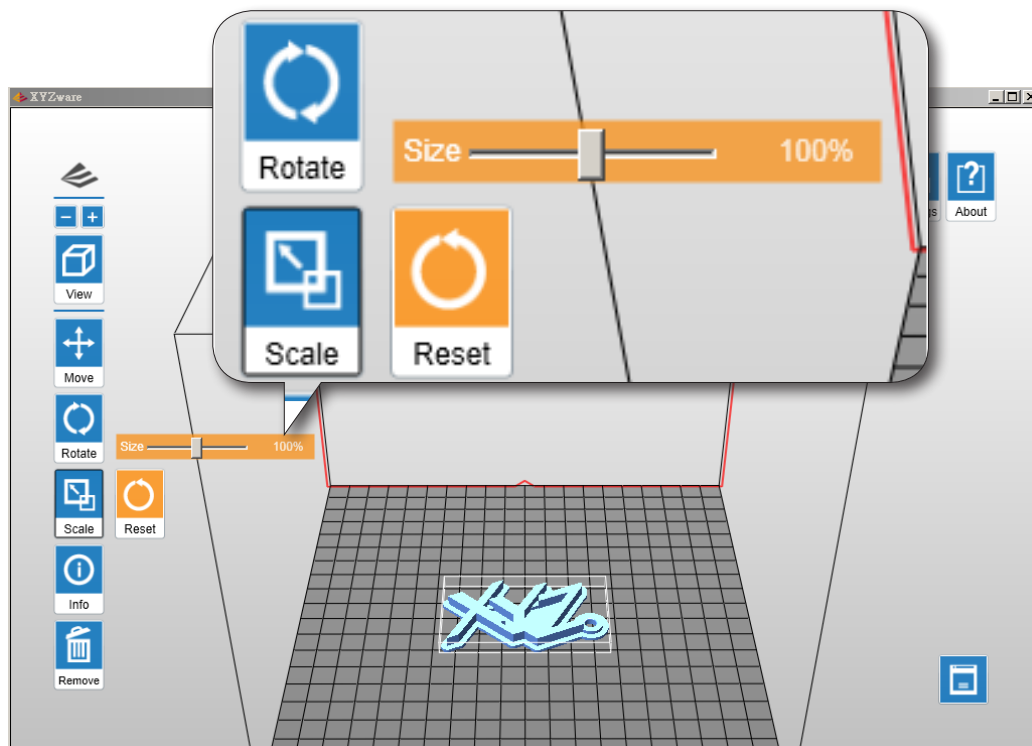 Rotate
Size 100%
Scale
Reset
XYZware
View
Move
Rotate
Size 100%
Scale
Reset
Info
Remove
About